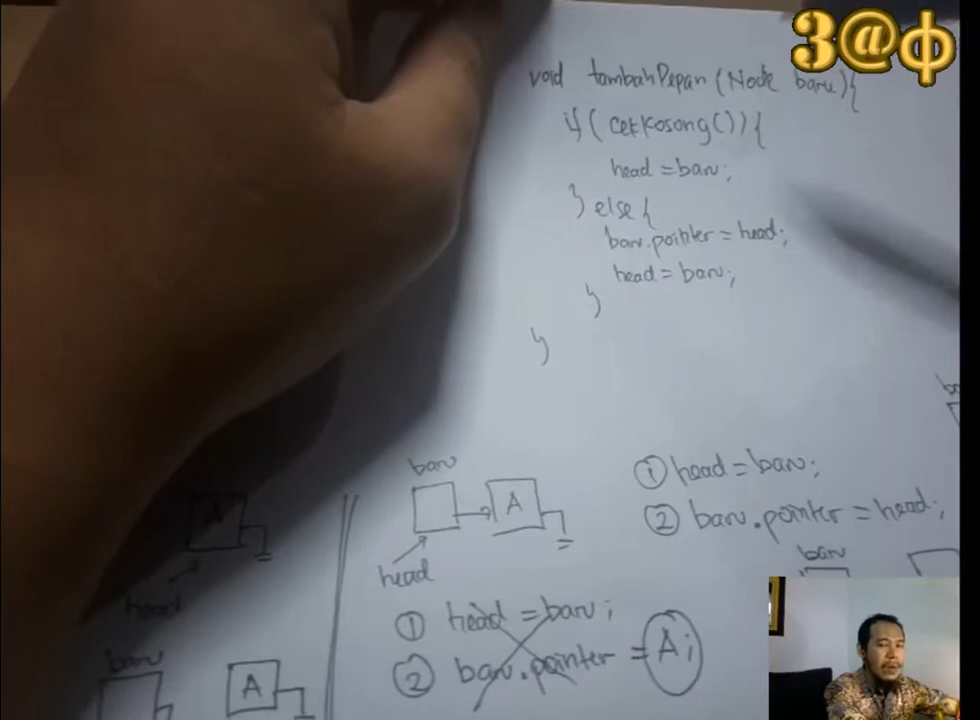 3@φ
void tambahDepan (Node baru){
if( cekKosong()){
head = baru;
} else {
baru.pointer = head;
head = baru;
}
}
baru
A
head
① head = baru;
② baru.pointer = head;
baru
A
head
① head = baru;
② baru.pointer = A;
baru
A